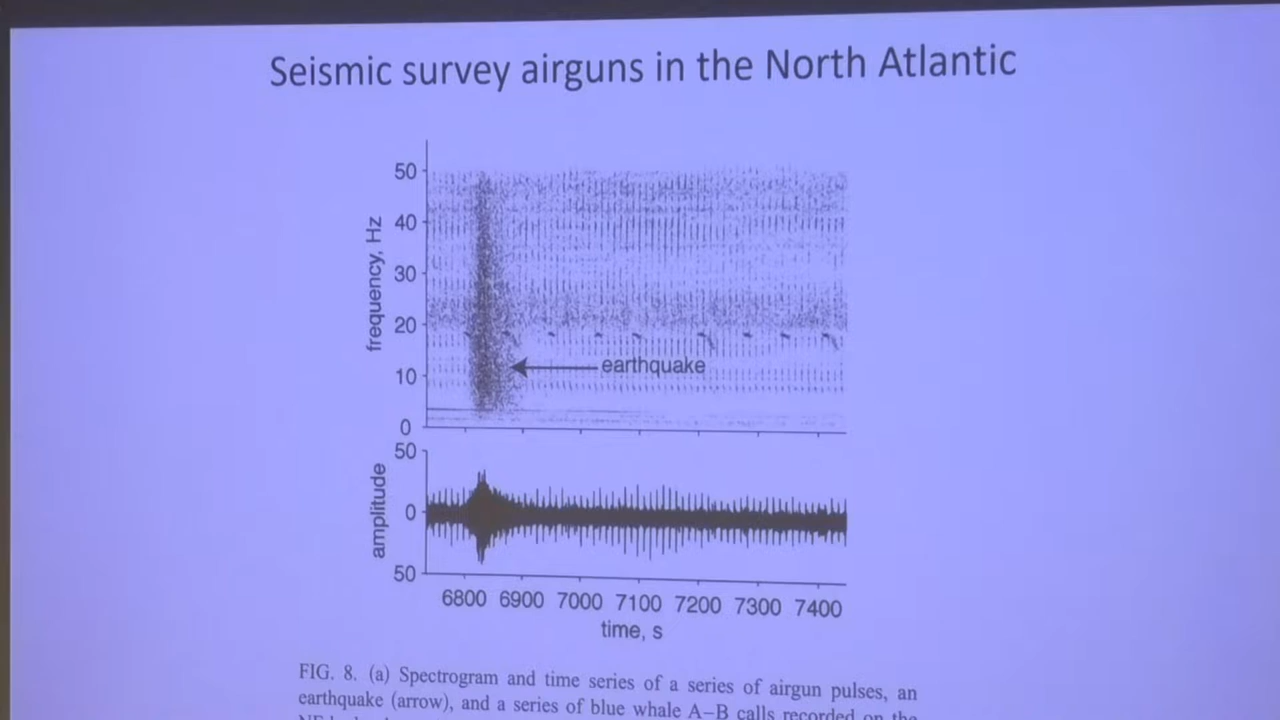 Seismic survey airguns in the North Atlantic
50
40
30
20
10
0
frequency, Hz
earthquake
50
0
50
amplitude
6800 6900 7000 7100 7200 7300 7400
time, s
FIG. 8. (a) Spectrogram and time series of a series of airgun pulses, an
earthquake (arrow), and a series of blue whale A–B calls recorded on the